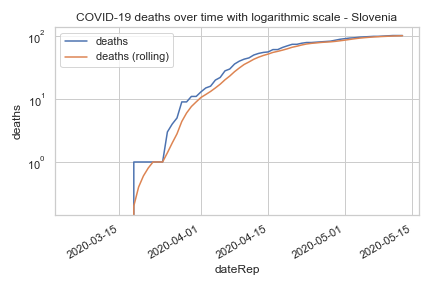 COVID-19 deaths over time with logarithmic scale - Slovenia
deaths
deaths (rolling)
10²
10¹
10⁰
deaths
2020-03-15
2020-04-01
2020-04-15
2020-05-01
2020-05-15
dateRep